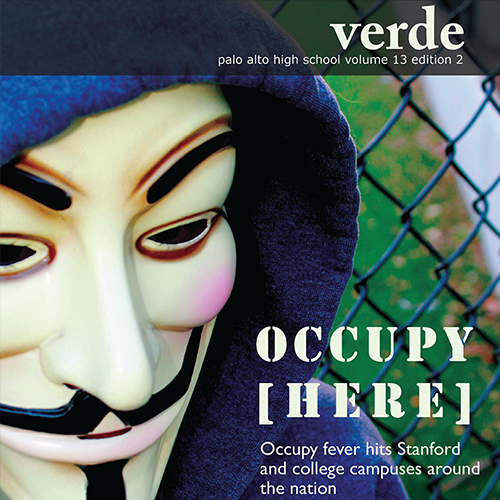 verde
palo alto high school volume 13 edition 2
OCCUPY
[HERE]
Occupy fever hits Stanford
and college campuses around
the nation